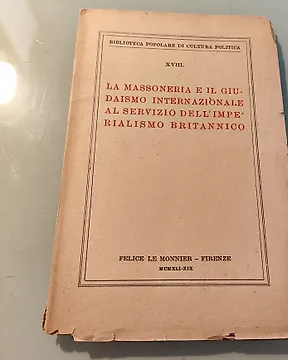 BIBLIOTECA POPOLARE DI CULTURA POLITICA
XVIII.
LA MASSONERIA E IL GIU-
DAISMO INTERNAZIONALE
AL SERVIZIO DELL'IMPE-
RIALISMO BRITANNICO
FELICE LE MONNIER - FIRENZE
MCMXLI-XIX